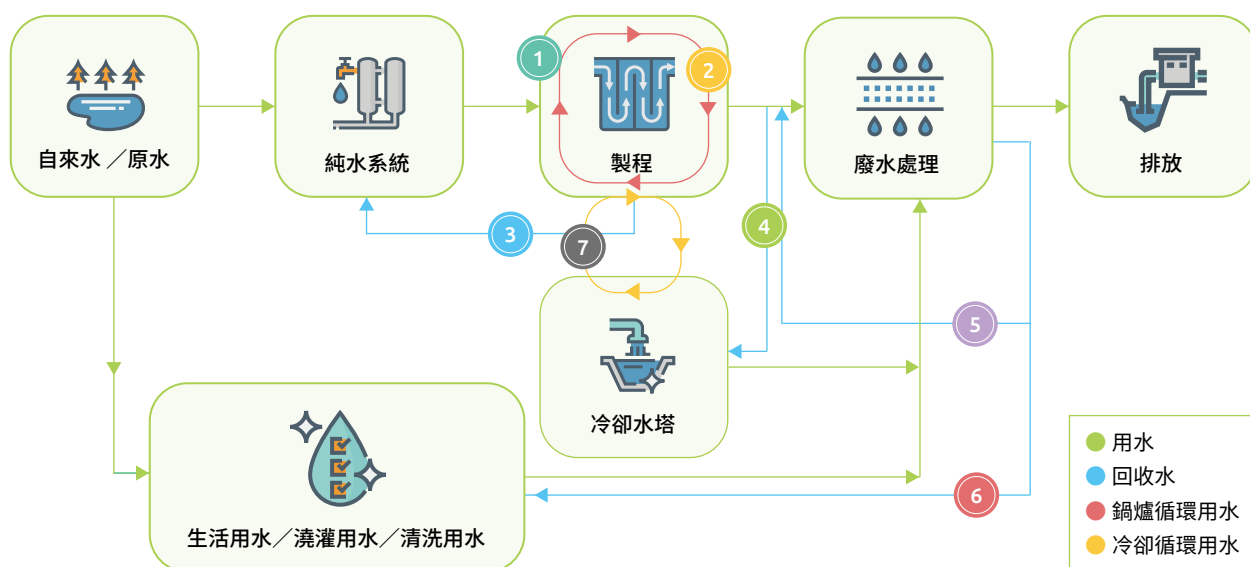 自來水／原水
純水系統
1
2
製程
廢水處理
排放
3
7
4
5
冷卻水塔
6
生活用水／澆灌用水／清洗用水
用水
回收水
鍋爐循環用水
冷卻循環用水